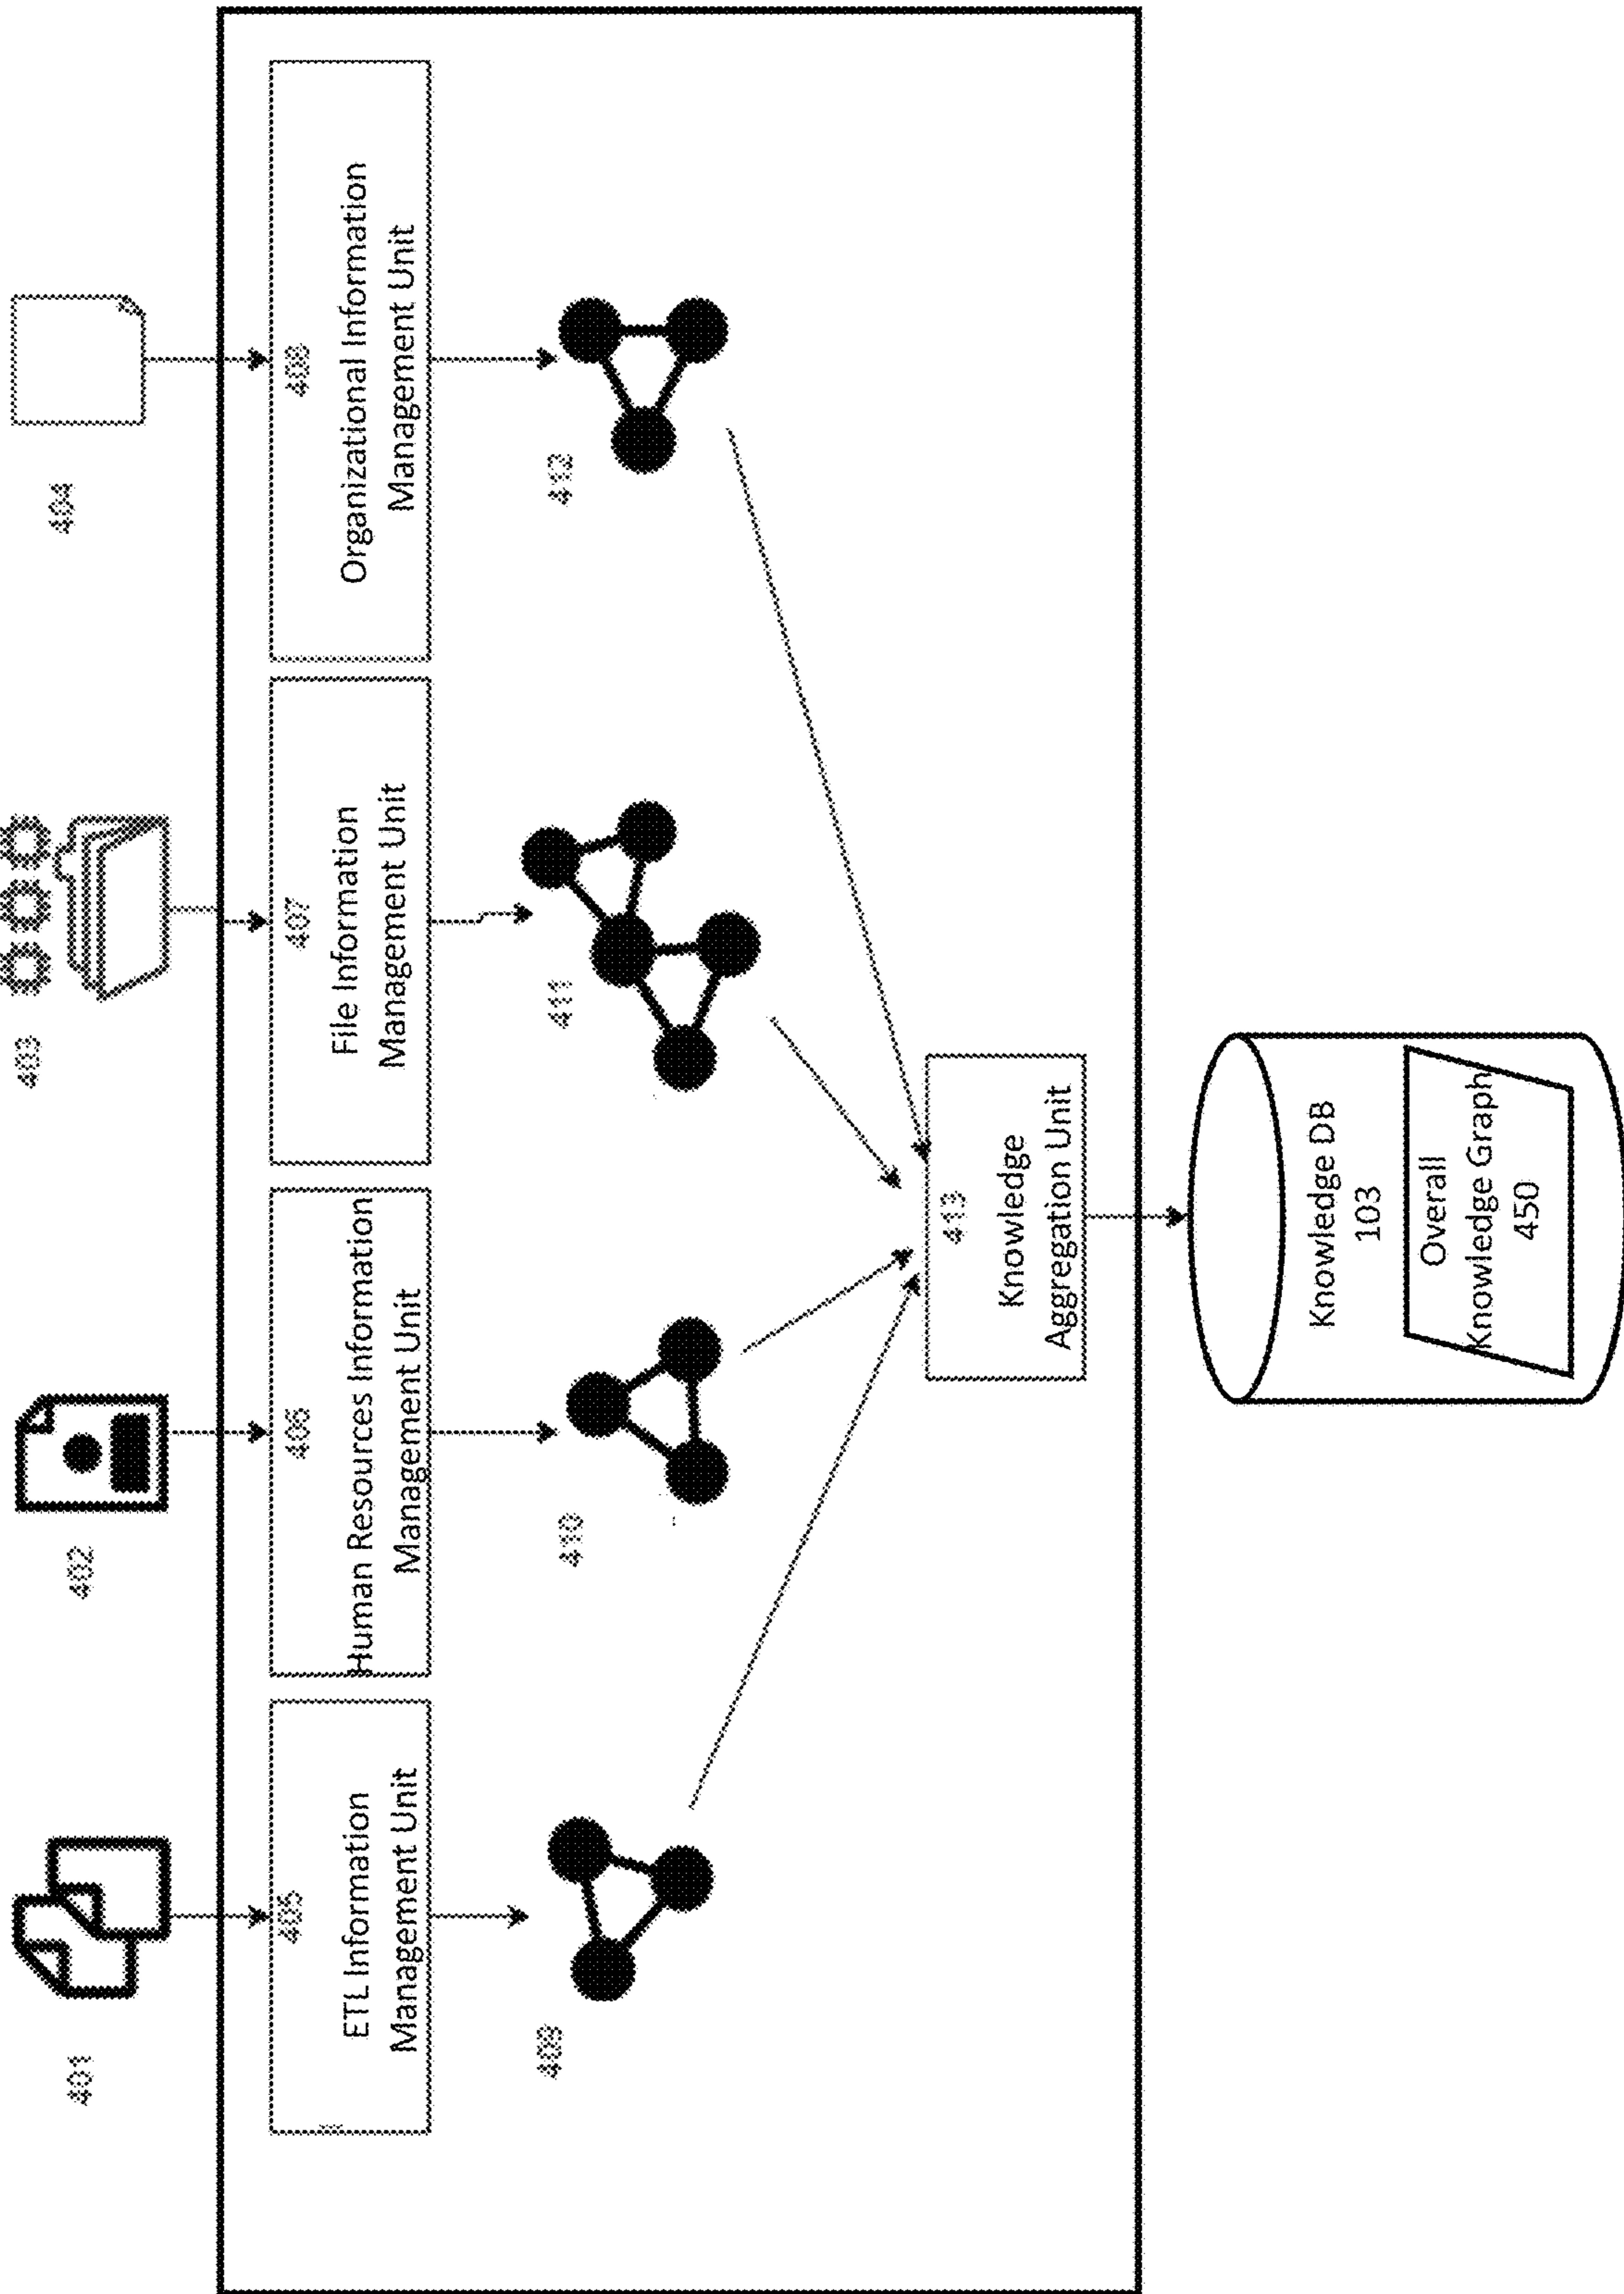 401
402
403
404
405
ETL Information
Management Unit
406
Human Resources Information
Management Unit
407
File Information
Management Unit
408
Organizational Information
Management Unit
409
410
411
412
413
Knowledge
Aggregation Unit
Knowledge DB
103
Overall
Knowledge Graph
450